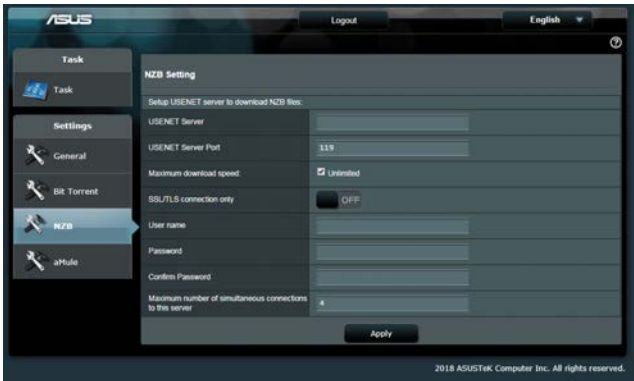 ASUS
Logout
English
Task
Task
Settings
General
Bit Torrent
NZB
aMule
NZB Setting
Setup USENET server to download NZB files:
USENET Server
USENET Server Port
119
Maximum download speed:
Unlimited
SSL/TLS connection only
OFF
User name
Password
Confirm Password
Maximum number of simultaneous connections
to this server
4
Apply
2018 ASUSTeK Computer Inc. All rights reserved.